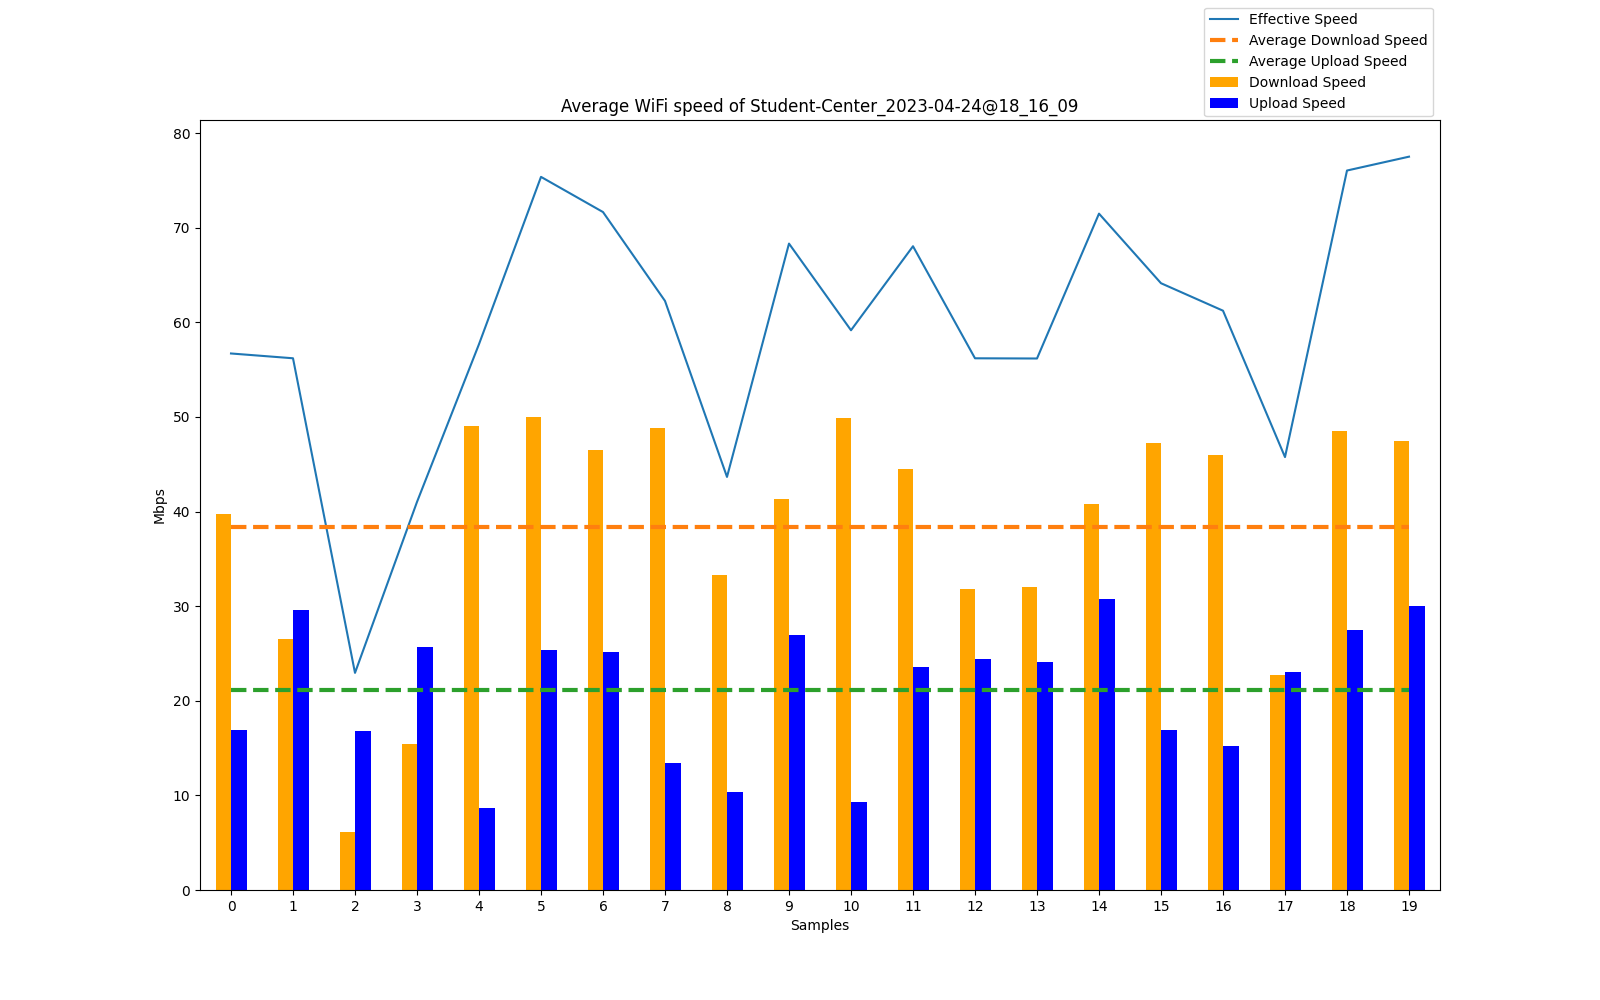 Effective Speed
Average Download Speed
Average Upload Speed
Download Speed
Upload Speed
Average WiFi speed of Student-Center_2023-04-24@18_16_09
80
70
60
50
40
30
20
10
0
Mbps
0 1 2 3 4 5 6 7 8 9 10 11 12 13 14 15 16 17 18 19
Samples